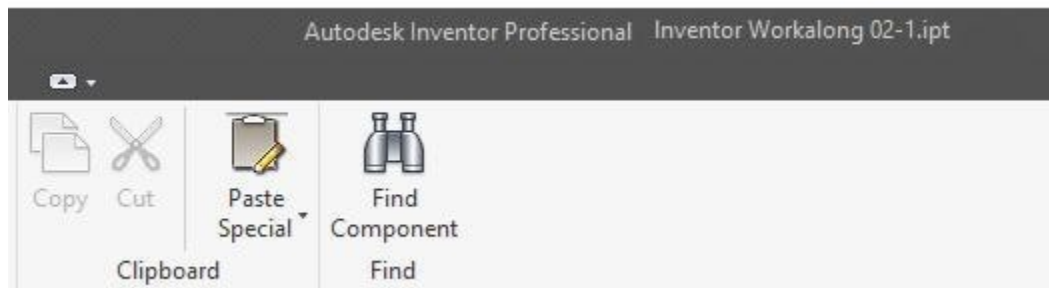 Autodesk Inventor Professional Inventor Workalong 02-1.ipt
Copy Cut Paste Special Find Component
Clipboard Find